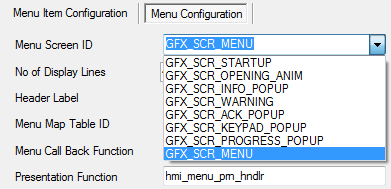 Menu Item Configuration
Menu Configuration
Menu Screen ID
GFX_SCR_MENU
GFX_SCR_STARTUP
GFX_SCR_OPENING_ANIM
GFX_SCR_INFO_POPUP
GFX_SCR_WARNING
GFX_SCR_ACK_POPUP
GFX_SCR_KEYPAD_POPUP
GFX_SCR_PROGRESS_POPUP
GFX_SCR_MENU
No of Display Lines
Header Label
Menu Map Table ID
Menu Call Back Function
Presentation Function
hmi_menu_prn_hndlr